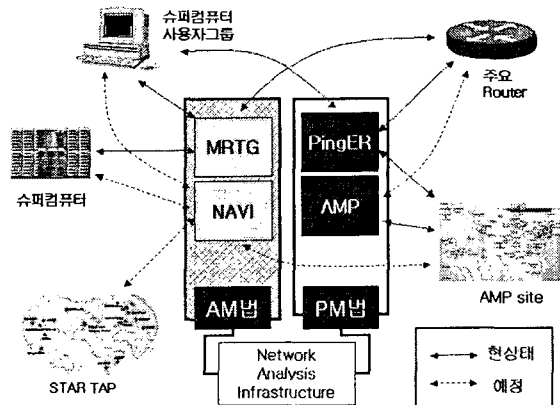 슈퍼컴퓨터
사용자그룹
주요
Router
MRTG
PingER
슈퍼컴퓨터
NAVI
AMP
AMP site
AM법
PM법
STAR TAP
Network
Analysis
Infrastructure
현상태
예정